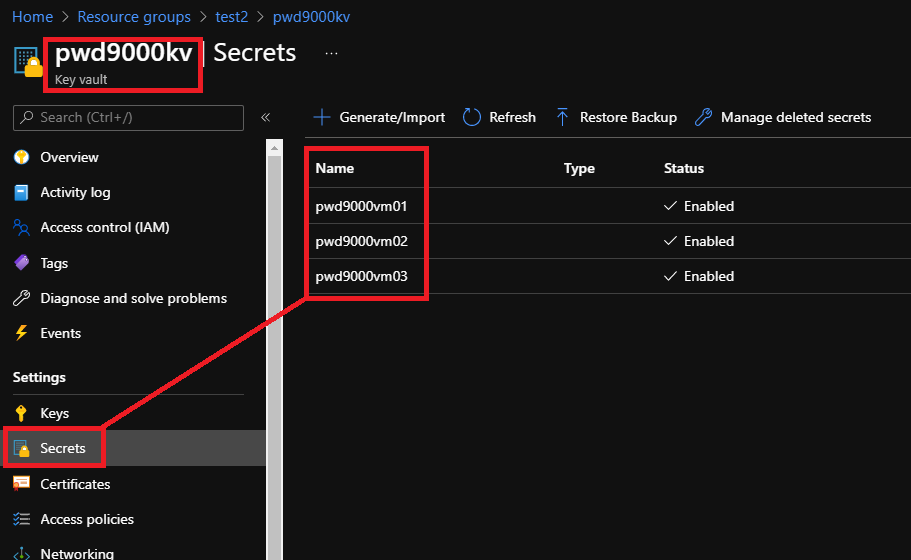 Home > Resource groups > test2 > pwd9000kv
pwd9000kv | Secrets ...
Key vault
Search (Ctrl+/) «
Generate/Import Refresh Restore Backup Manage deleted secrets
Overview
Activity log
Access control (IAM)
Tags
Diagnose and solve problems
Events
Settings
Keys
Secrets
Certificates
Access policies
Networking
Name Type Status
pwd9000vm01 Enabled
pwd9000vm02 Enabled
pwd9000vm03 Enabled